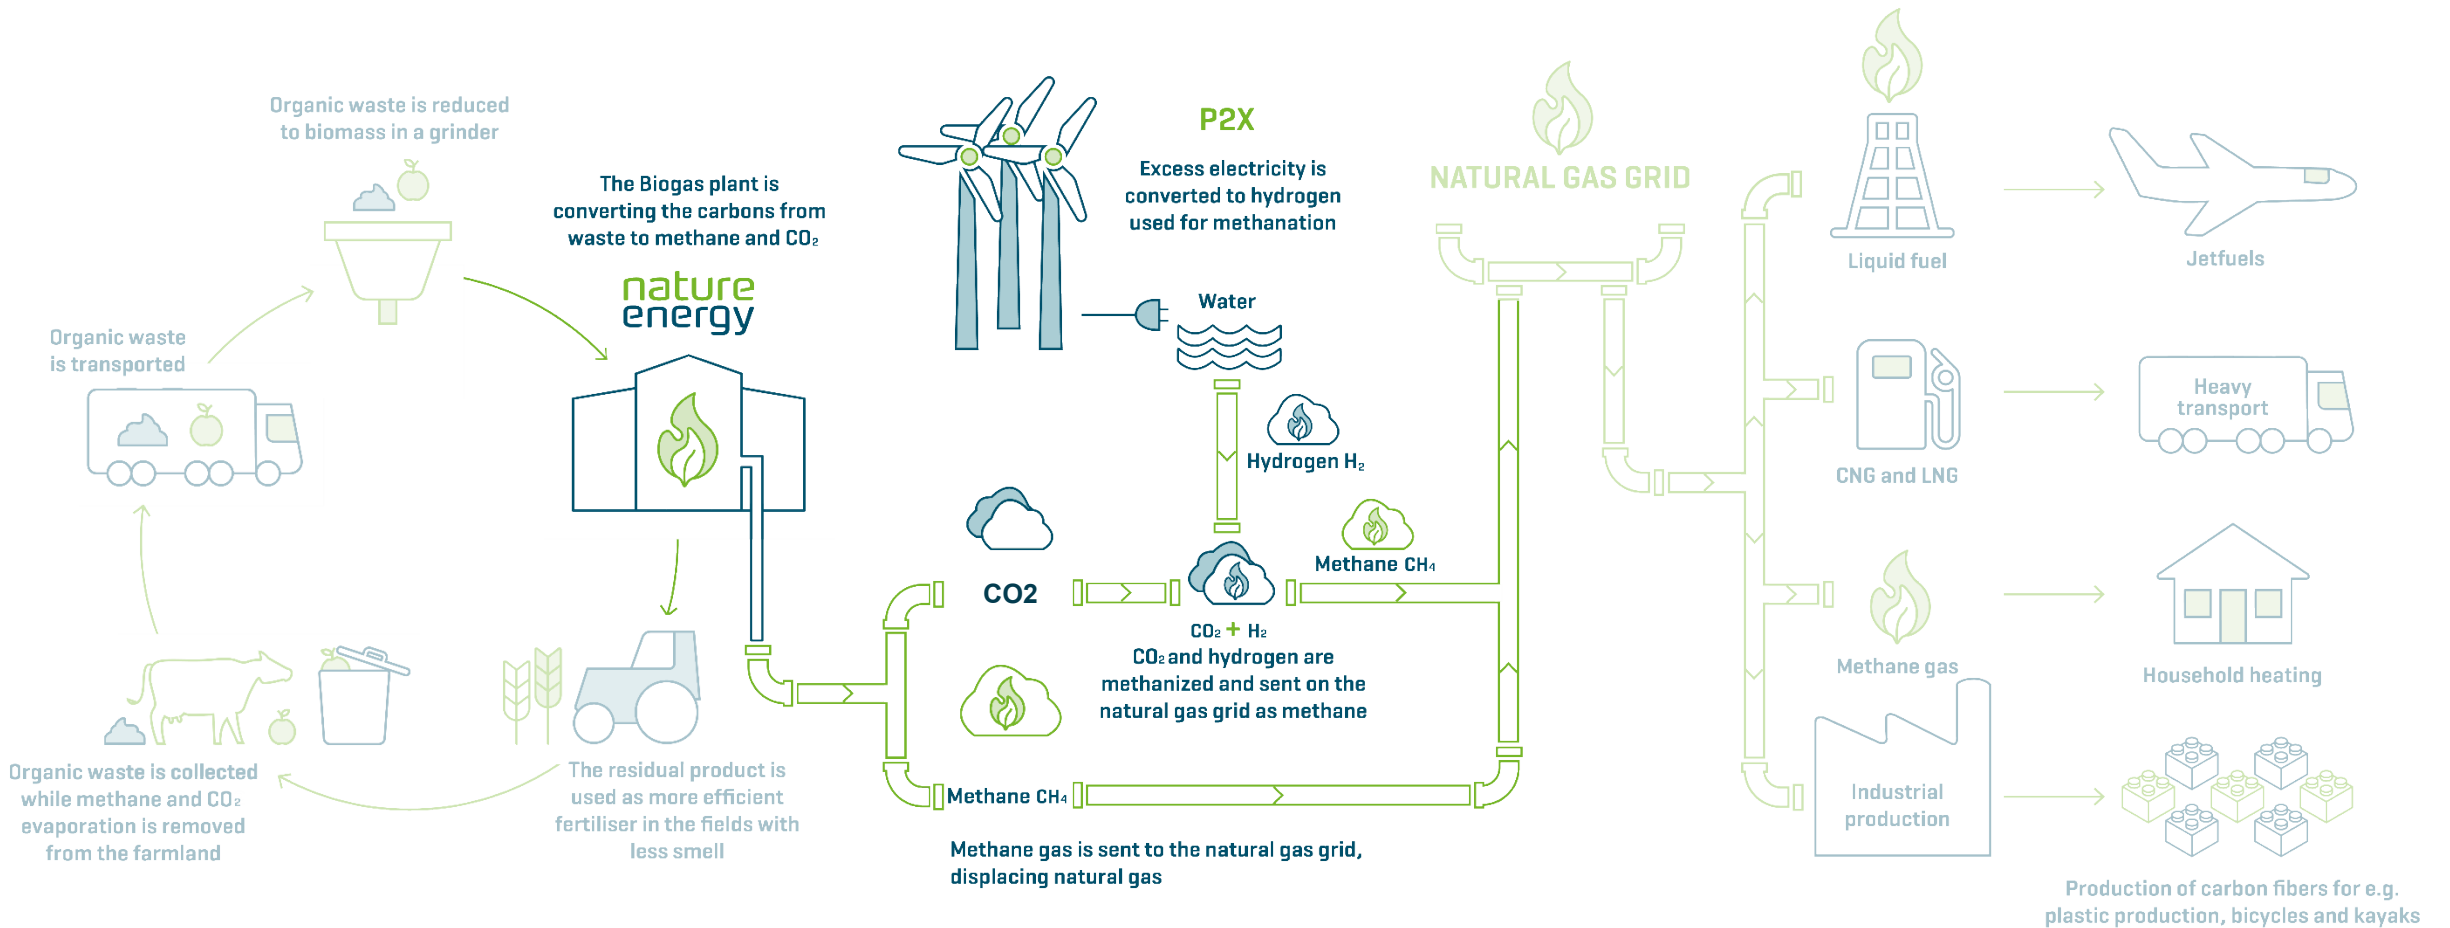 Organic waste is reduced
to biomass in a grinder
Organic waste
is transported
Organic waste is collected
while methane and CO₂
evaporation is removed
from the farmland
The Biogas plant is
converting the carbons from
waste to methane and CO₂
nature
energy
The residual product is
used as more efficient
fertiliser in the fields with
less smell
P2X
Excess electricity is
converted to hydrogen
used for methanation
Water
Hydrogen H₂
Methane CH₄
CO2
CO₂ + H₂
CO₂ and hydrogen are
methanized and sent on the
natural gas grid as methane
Methane CH₄
Methane gas is sent to the natural gas grid,
displacing natural gas
NATURAL GAS GRID
Liquid fuel
Jetfuels
CNG and LNG
Heavy
transport
Methane gas
Household heating
Industrial
production
Production of carbon fibers for e.g.
plastic production, bicycles and kayaks